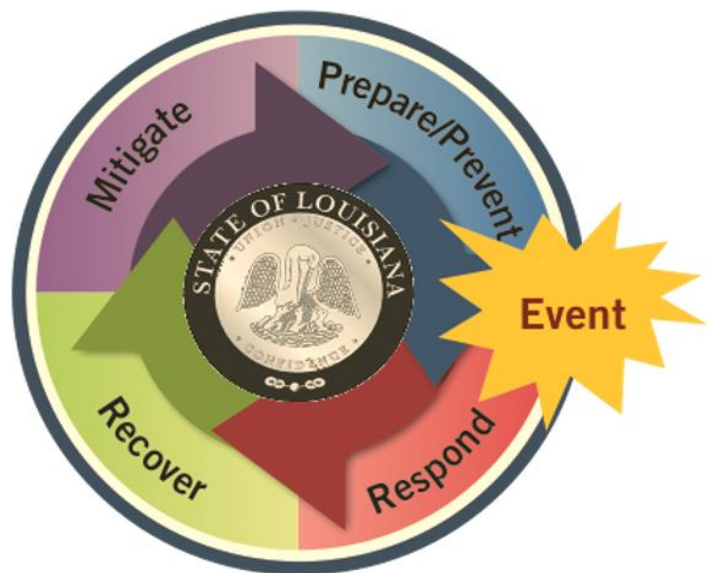 Mitigate
Prepare/Prevent
Event
Respond
Recover
STATE OF LOUISIANA
UNION · JUSTICE
· CONFIDENCE ·